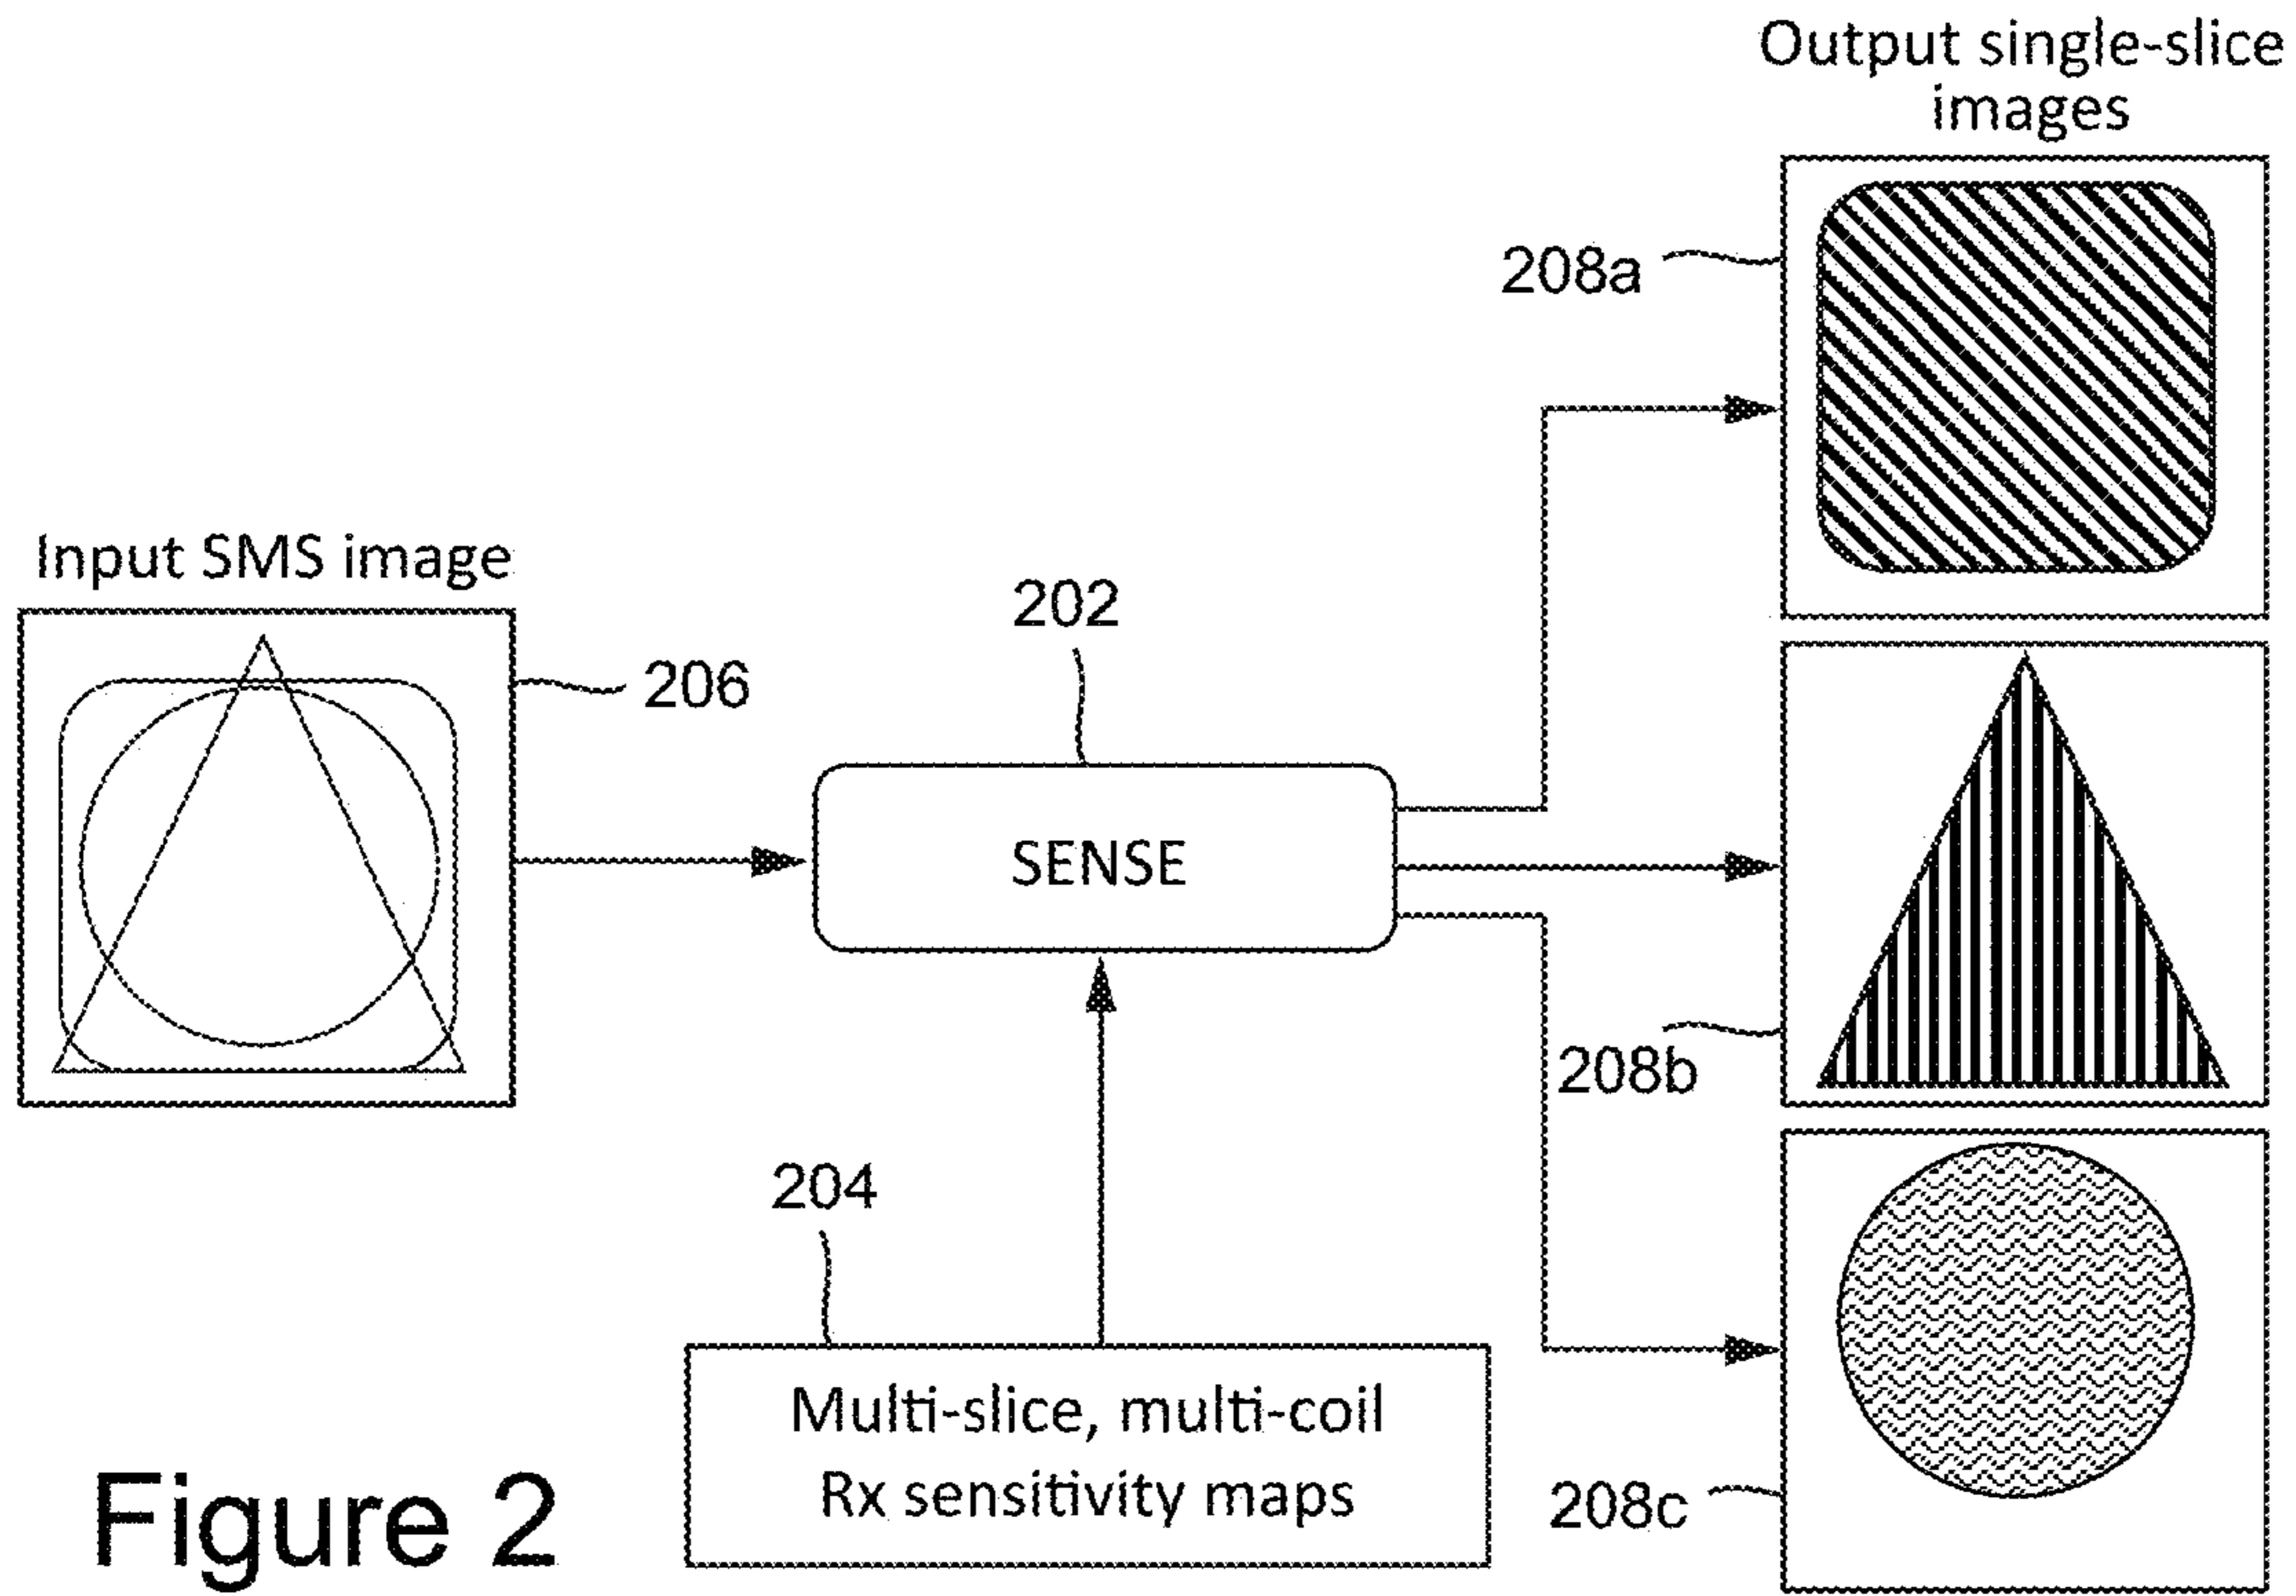 Output single-slice
images
208a
Input SMS image
202
206
SENSE
208b
204
Multi-slice, multi-coil
Rx sensitivity maps
208c
Figure 2